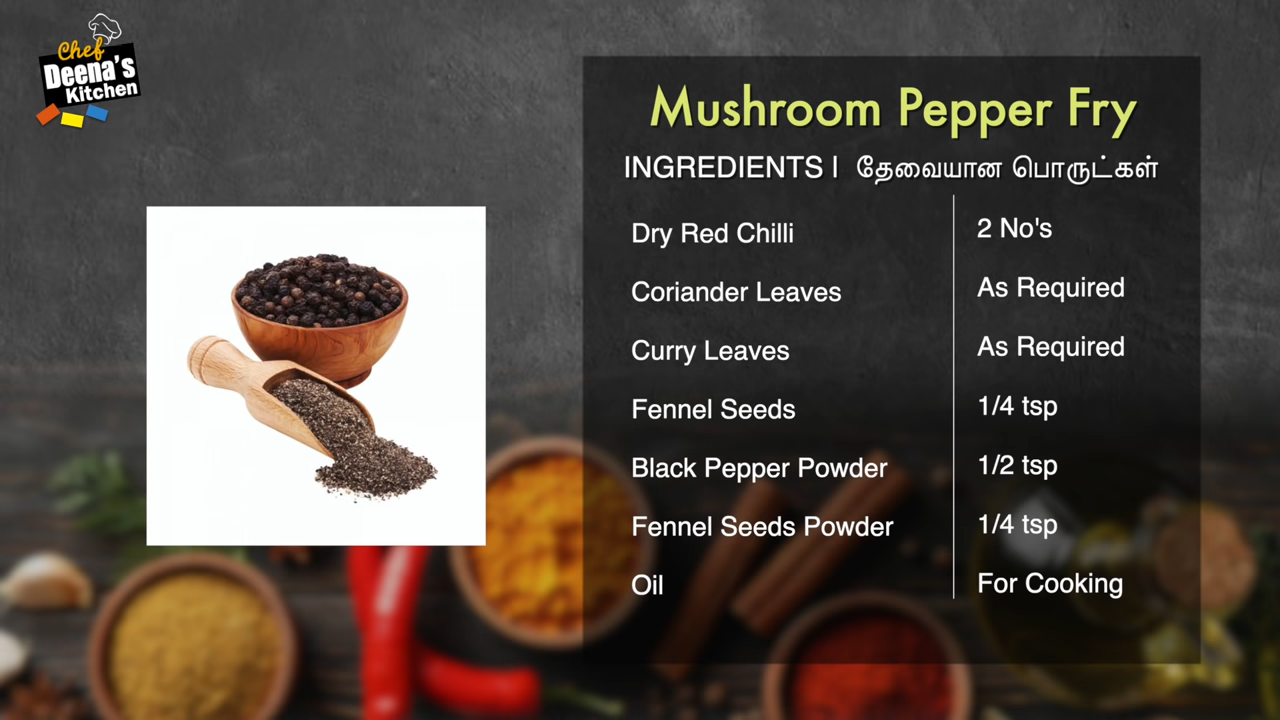 Chef
Deena's
Kitchen
Mushroom Pepper Fry
INGREDIENTS | தேவையான பொருட்கள்
Dry Red Chilli 2 No's
Coriander Leaves As Required
Curry Leaves As Required
Fennel Seeds 1/4 tsp
Black Pepper Powder 1/2 tsp
Fennel Seeds Powder 1/4 tsp
Oil For Cooking